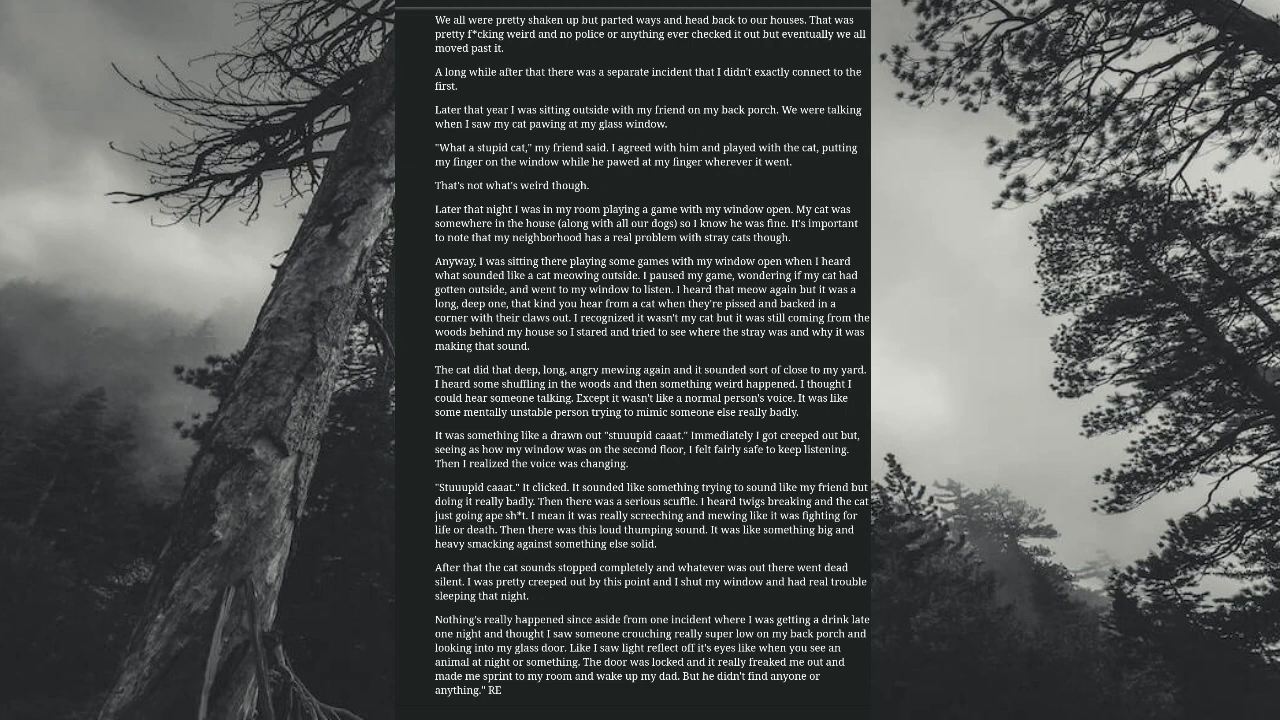 We all were pretty shaken up but parted ways and head back to our houses. That was
pretty f*cking weird and no police or anything ever checked it out but eventually we all
moved past it.
A long while after that there was a separate incident that I didn't exactly connect to the
first.
Later that year I was sitting outside with my friend on my back porch. We were talking
when I saw my cat pawing at my glass window.
"What a stupid cat," my friend said. I agreed with him and played with the cat, putting
my finger on the window while he pawed at my finger wherever it went.
That's not what's weird though.
Later that night I was in my room playing a game with my window open. My cat was
somewhere in the house (along with all our dogs) so I know he was fine. It's important
to note that my neighborhood has a real problem with stray cats though.
Anyway, I was sitting there playing some games with my window open when I heard
what sounded like a cat meowing outside. I paused my game, wondering if my cat had
gotten outside, and went to my window to listen. I heard that meow again but it was a
long, deep one, that kind you hear from a cat when they're pissed and backed in a
corner with their claws out. I recognized it wasn't my cat but it was still coming from the
woods behind my house so I stared and tried to see where the stray was and why it was
making that sound.
The cat did that deep, long, angry mewing again and it sounded sort of close to my yard.
I heard some shuffling in the woods and then something weird happened. I thought I
could hear someone talking. Except it wasn't like a normal person's voice. It was like
some mentally unstable person trying to mimic someone else really badly.
It was something like a drawn out "stuuupid caaat." Immediately I got creeped out but,
seeing as how my window was on the second floor, I felt fairly safe to keep listening.
Then I realized the voice was changing.
"Stuuupid caaat." It clicked. It sounded like something trying to sound like my friend but
doing it really badly. Then there was a serious scuffle. I heard twigs breaking and the cat
just going ape sh*t. I mean it was really screeching and mewing like it was fighting for
life or death. Then there was this loud thumping sound. It was like something big and
heavy smacking against something else solid.
After that the cat sounds stopped completely and whatever was out there went dead
silent. I was pretty creeped out by this point and I shut my window and had real trouble
sleeping that night.
Nothing's really happened since aside from one incident where I was getting a drink late
one night and thought I saw someone crouching really super low on my back porch and
looking into my glass door. Like I saw light reflect off it's eyes like when you see an
animal at night or something. The door was locked and it really freaked me out and
made me sprint to my room and wake up my dad. But he didn't find anyone or
anything." RE